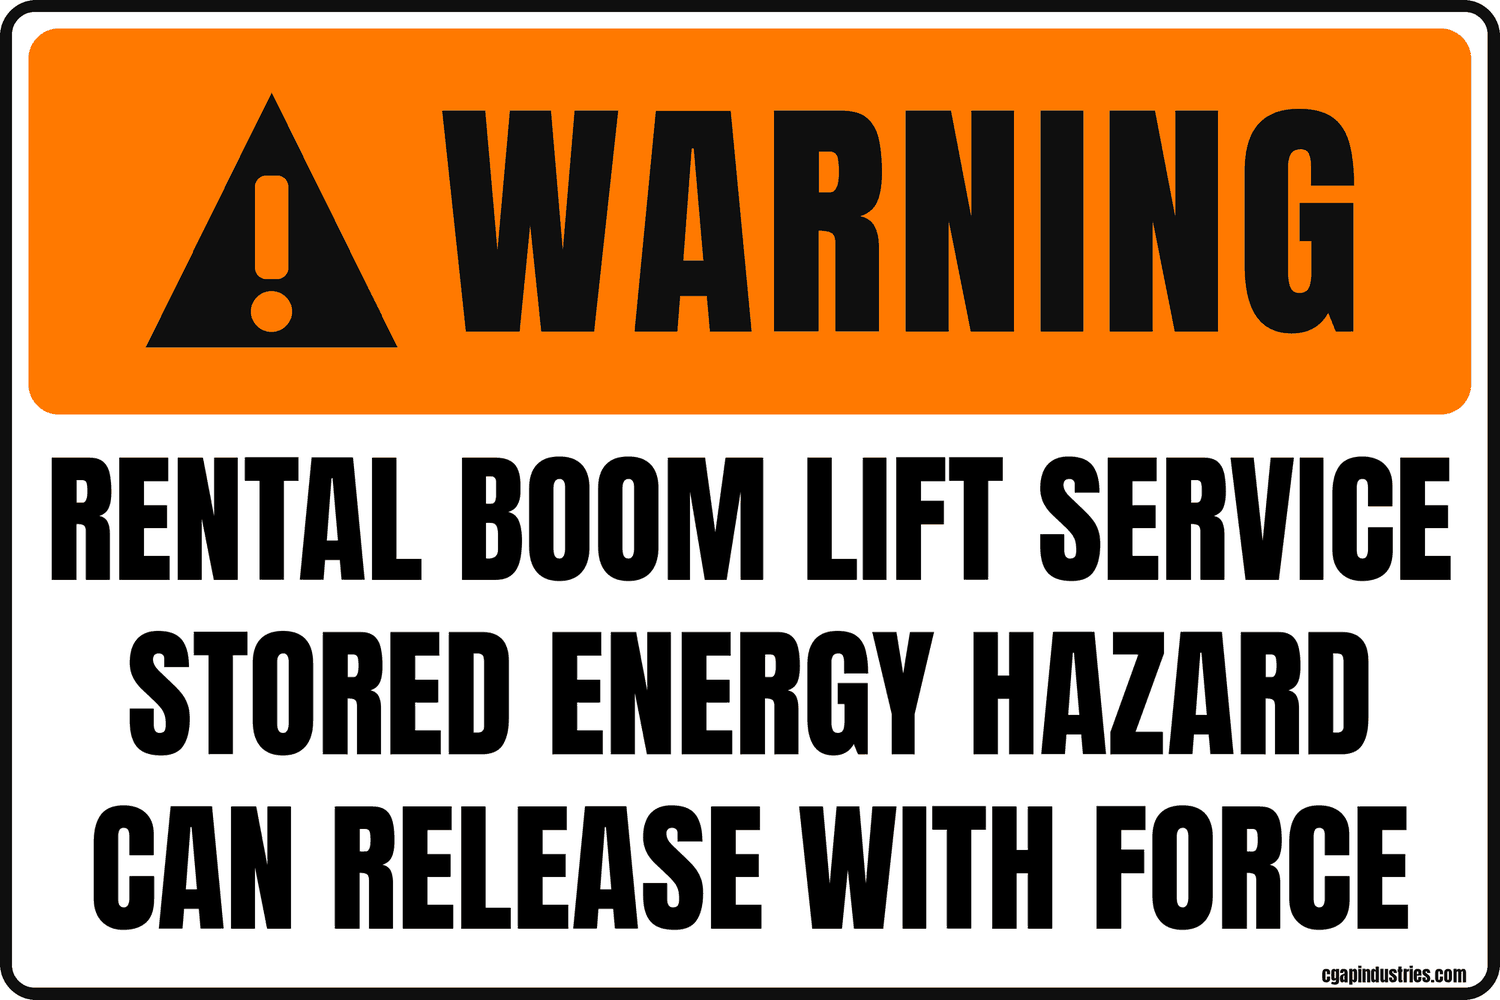 WARNING
RENTAL BOOM LIFT SERVICE
STORED ENERGY HAZARD
CAN RELEASE WITH FORCE
cgapindustries.com